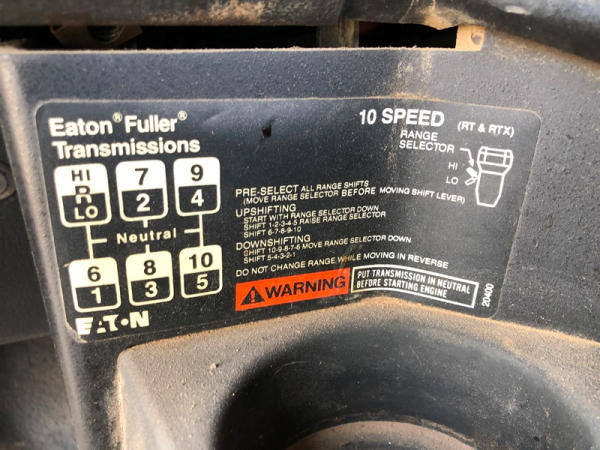 Eaton® Fuller®
Transmissions
HI
R
LO
7
2
9
4
Neutral
6
1
8
3
10
5
EATON
10 SPEED (RT & RTX)
RANGE
SELECTOR
HI
LO
PRE-SELECT ALL RANGE SHIFTS
(MOVE RANGE SELECTOR BEFORE MOVING SHIFT LEVER)
UPSHIFTING
START WITH RANGE SELECTOR DOWN
SHIFT 1-2-3-4-5 RAISE RANGE SELECTOR
SHIFT 6-7-8-9-10
DOWNSHIFTING
SHIFT 10-9-8-7-6 MOVE RANGE SELECTOR DOWN
SHIFT 5-4-3-2-1
DO NOT CHANGE RANGE WHILE MOVING IN REVERSE
WARNING
PUT TRANSMISSION IN NEUTRAL
BEFORE STARTING ENGINE
20400